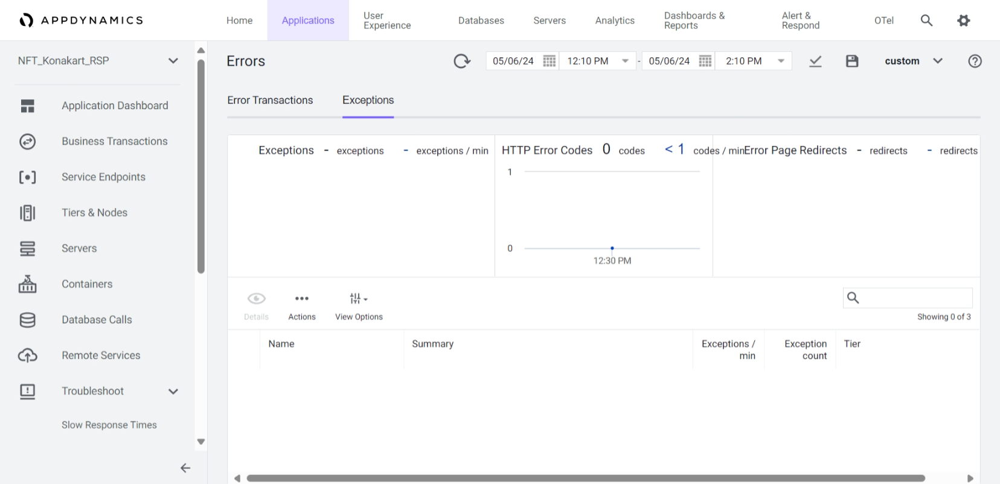 APPDYNAMICS
Home
Applications
User
Experience
Databases
Servers
Analytics
Dashboards &
Reports
Alert &
Respond
OTel
NFT_Konakart_RSP
Errors
05/06/24
12:10 PM
-
05/06/24
2:10 PM
custom
Application Dashboard
Business Transactions
Service Endpoints
Tiers & Nodes
Servers
Containers
Database Calls
Remote Services
Troubleshoot
Slow Response Times
Error Transactions
Exceptions
Exceptions - exceptions - exceptions / min
HTTP Error Codes 0 codes < 1 codes / min
1
0
12:30 PM
Error Page Redirects - redirects - redirects
Details
Actions
View Options
Showing 0 of 3
Name
Summary
Exceptions /
min
Exception
count
Tier